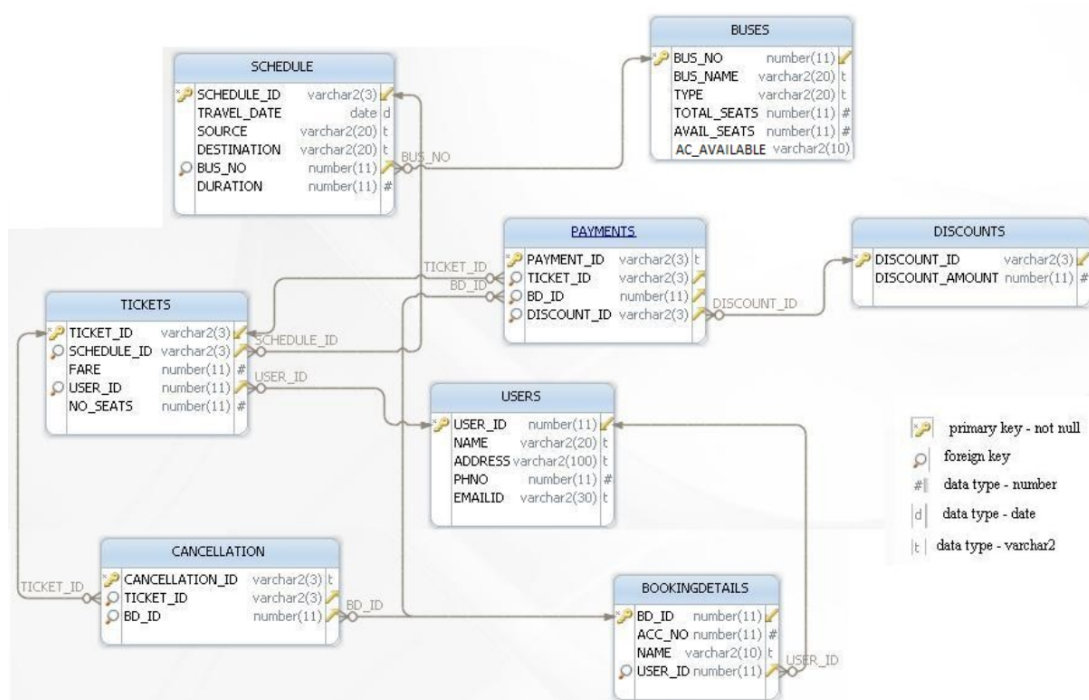 BUSES
BUS_NO number(11)
BUS_NAME varchar2(20) t
TYPE varchar2(20) t
TOTAL_SEATS number(11) #
AVAIL_SEATS number(11) #
AC_AVAILABLE varchar2(10)
SCHEDULE
SCHEDULE_ID varchar2(3)
TRAVEL_DATE date d
SOURCE varchar2(20) t
DESTINATION varchar2(20) t
BUS_NO number(11)
DURATION number(11) #
BUS_NO
PAYMENTS
PAYMENT_ID varchar2(3) t
TICKET_ID varchar2(3)
BD_ID number(11)
DISCOUNT_ID varchar2(3)
TICKET_ID
BD_ID
DISCOUNT_ID
DISCOUNTS
DISCOUNT_ID varchar2(3)
DISCOUNT_AMOUNT number(11) #
TICKETS
TICKET_ID varchar2(3)
SCHEDULE_ID varchar2(3)
FARE number(11) #
USER_ID number(11)
NO_SEATS number(11) #
SCHEDULE_ID
USER_ID
USERS
USER_ID number(11)
NAME varchar2(20) t
ADDRESS varchar2(100) t
PHNO number(11) #
EMAILID varchar2(30) t
primary key - not null
foreign key
# data type - number
d data type - date
t data type - varchar2
CANCELLATION
CANCELLATION_ID varchar2(3) t
TICKET_ID varchar2(3)
BD_ID number(11)
TICKET_ID
BD_ID
BOOKINGDETAILS
BD_ID number(11)
ACC_NO number(11) #
NAME varchar2(10) t
USER_ID number(11)
USER_ID